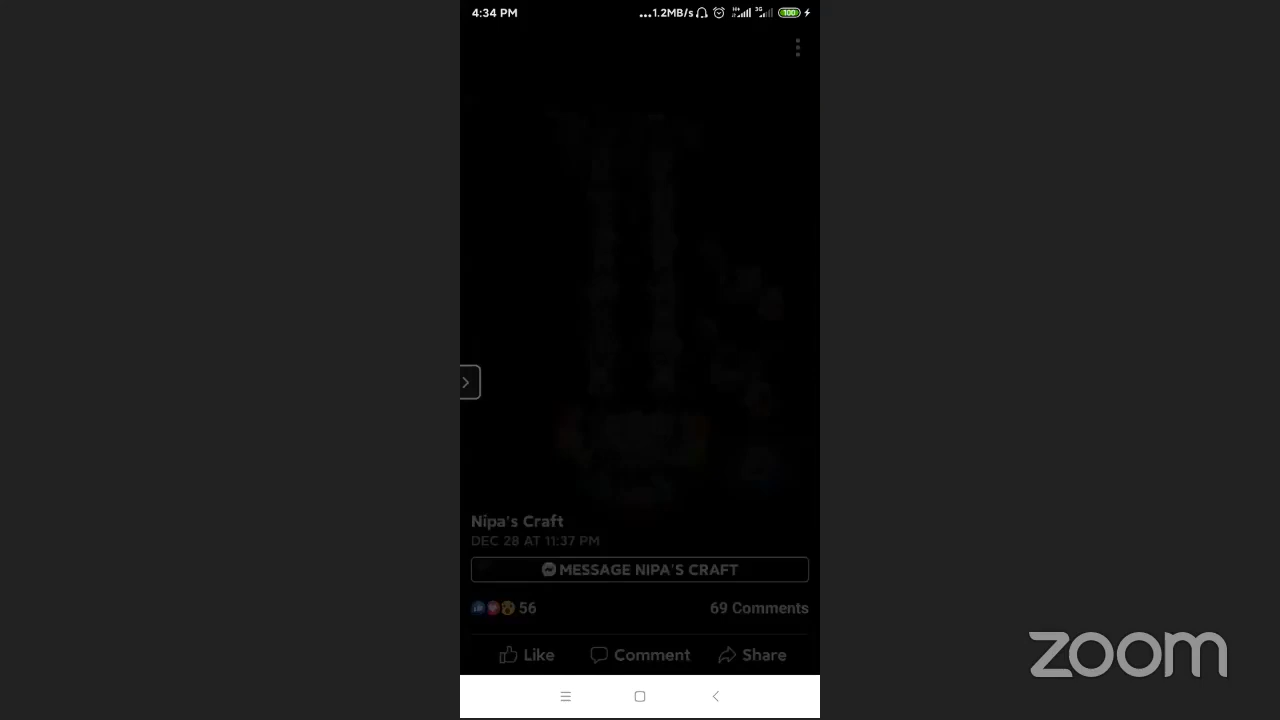 4:34 PM
...1.2MB/s H+ 3G 100
Nipa's Craft
DEC 28 AT 11:37 PM
MESSAGE NIPA'S CRAFT
56
69 Comments
Like
Comment
Share
zoom